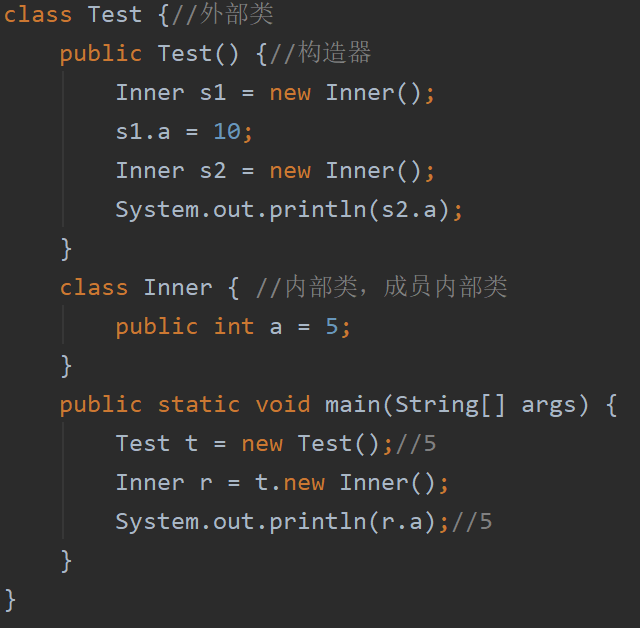 class Test {//外部类
    public Test() {//构造器
        Inner s1 = new Inner();
        s1.a = 10;
        Inner s2 = new Inner();
        System.out.println(s2.a);
    }
    class Inner { //内部类，成员内部类
        public int a = 5;
    }
    public static void main(String[] args) {
        Test t = new Test();//5
        Inner r = t.new Inner();
        System.out.println(r.a);//5
    }
}